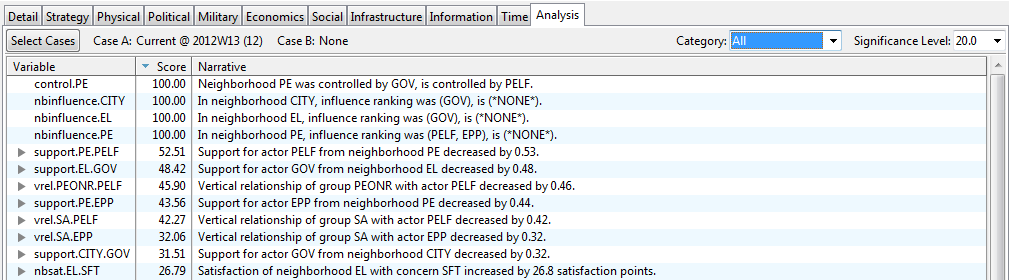 Detail Strategy Physical Political Military Economics Social Infrastructure Information Time Analysis
Select Cases Case A: Current @ 2012W13 (12) Case B: None Category: All Significance Level: 20.0
Variable Score Narrative
control.PE 100.00 Neighborhood PE was controlled by GOV, is controlled by PELF.
nbinfluence.CITY 100.00 In neighborhood CITY, influence ranking was (GOV), is (*NONE*).
nbinfluence.EL 100.00 In neighborhood EL, influence ranking was (GOV), is (*NONE*).
nbinfluence.PE 100.00 In neighborhood PE, influence ranking was (PELF, EPP), is (*NONE*).
support.PE.PELF 52.51 Support for actor PELF from neighborhood PE decreased by 0.53.
support.EL.GOV 48.42 Support for actor GOV from neighborhood EL decreased by 0.48.
vrel.PEONR.PELF 45.90 Vertical relationship of group PEONR with actor PELF decreased by 0.46.
support.PE.EPP 43.56 Support for actor EPP from neighborhood PE decreased by 0.44.
vrel.SA.PELF 42.27 Vertical relationship of group SA with actor PELF decreased by 0.42.
vrel.SA.EPP 32.06 Vertical relationship of group SA with actor EPP decreased by 0.32.
support.CITY.GOV 31.51 Support for actor GOV from neighborhood CITY decreased by 0.32.
nbsat.EL.SFT 26.79 Satisfaction of neighborhood EL with concern SFT increased by 26.8 satisfaction points.